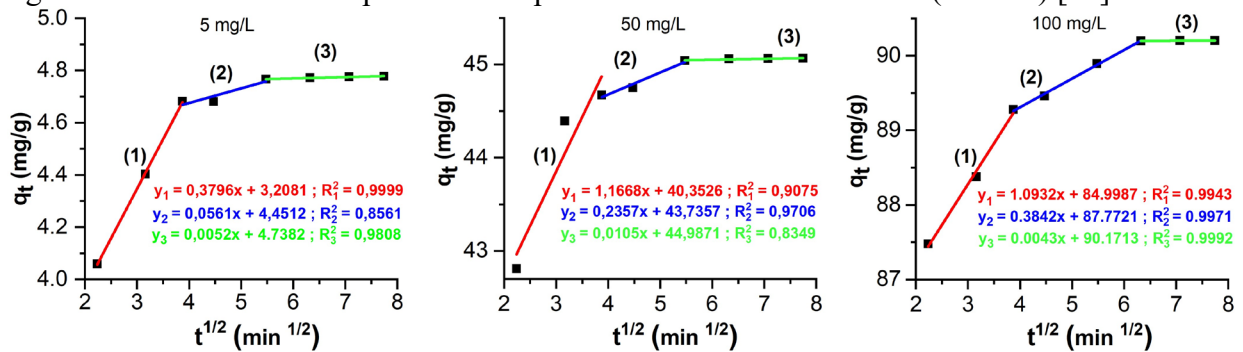 5 mg/L
5.0
4.8
4.6
4.4
4.2
4.0
qt (mg/g)
(1)
(2)
(3)
y1 = 0,3796x + 3,2081 ; R1² = 0,9999
y2 = 0,0561x + 4,4512 ; R2² = 0,8561
y3 = 0,0052x + 4.7382 ; R3² = 0,9808
2 3 4 5 6 7 8
t^1/2 (min ^1/2)
50 mg/L
45
44
43
qt (mg/g)
(1)
(2)
(3)
y1 = 1,1668x + 40,3526 ; R1² = 0,9075
y2 = 0,2357x + 43,7357 ; R2² = 0,9706
y3 = 0,0105x + 44,9871 ; R3² = 0,8349
2 3 4 5 6 7 8
t^1/2 (min ^1/2)
100 mg/L
90
89
88
87
qt (mg/g)
(1)
(2)
(3)
y1 = 1.0932x + 84.9987 ; R1² = 0.9943
y2 = 0.3842x + 87.7721 ; R2² = 0.9971
y3 = 0.0043x + 90.1713 ; R3² = 0.9992
2 3 4 5 6 7 8
t^1/2 (min ^1/2)